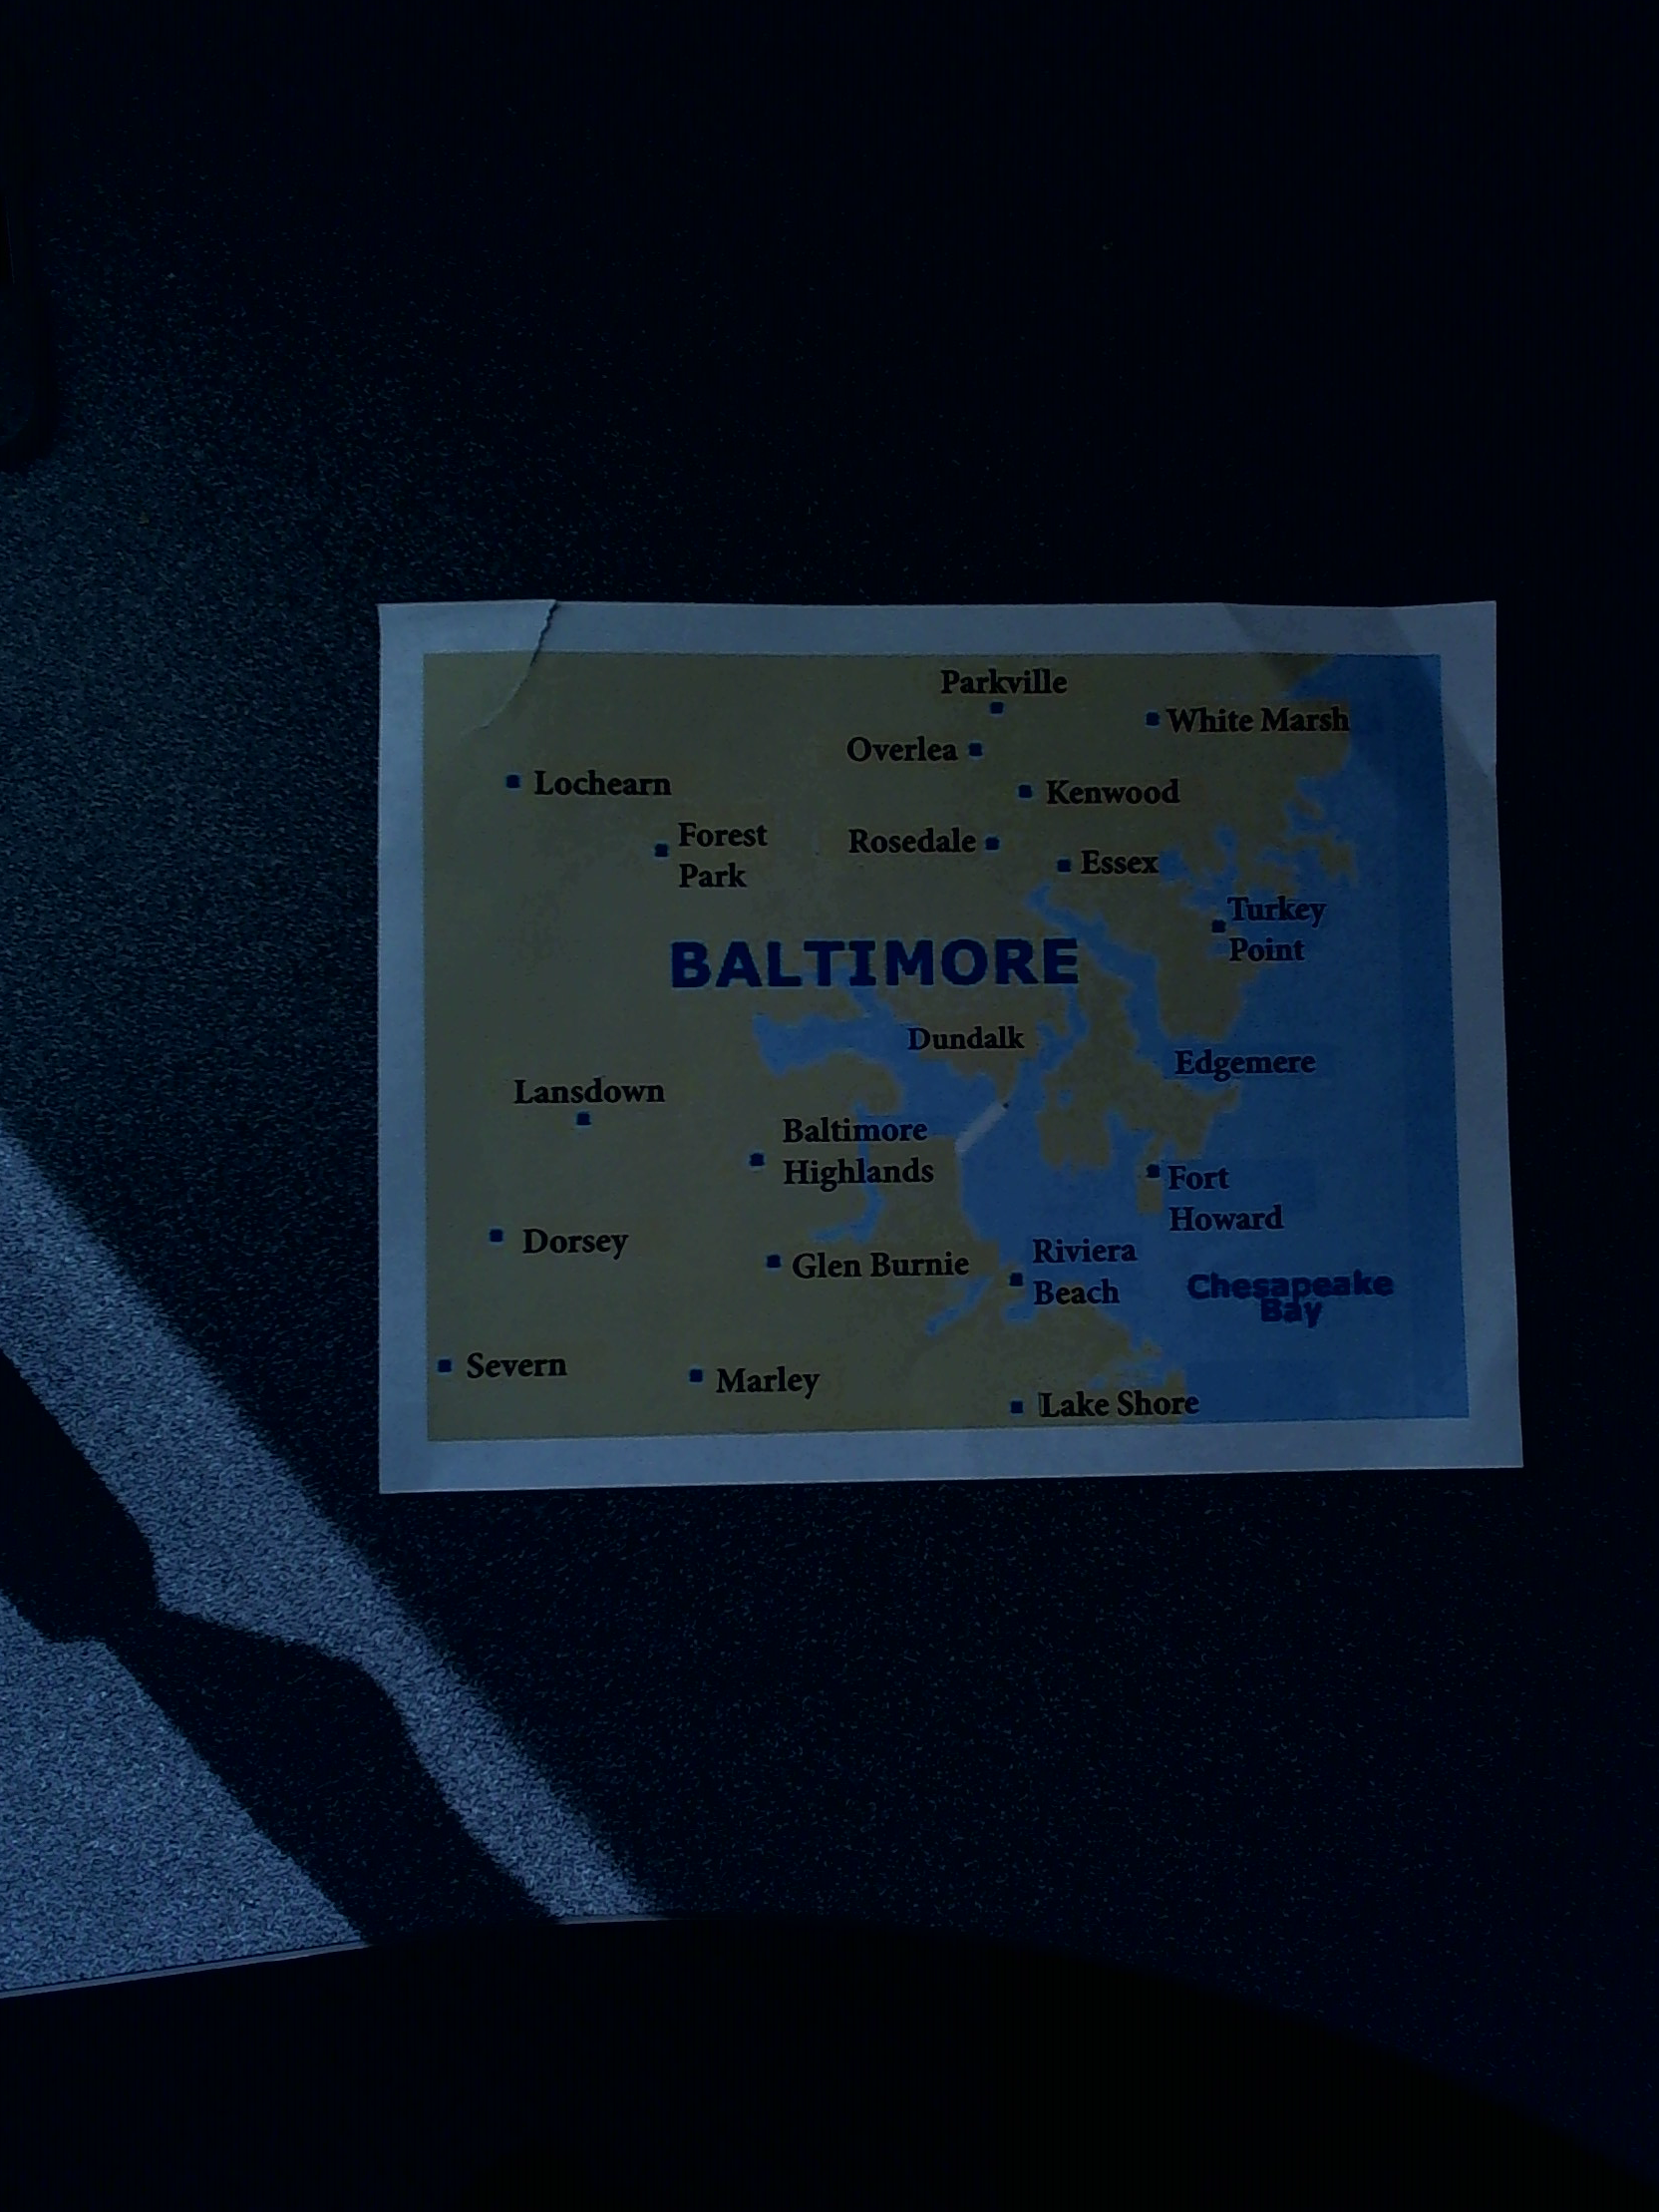 Parkville
White Marsh
Overlea
Lochearn
Kenwood
Forest
Park
Rosedale
Essex
Turkey
Point
BALTIMORE
Dundalk
Edgemere
Lansdown
Baltimore
Highlands
Fort
Howard
Dorsey
Glen Burnie
Riviera
Beach
Chesapeake
Bay
Severn
Marley
Lake Shore